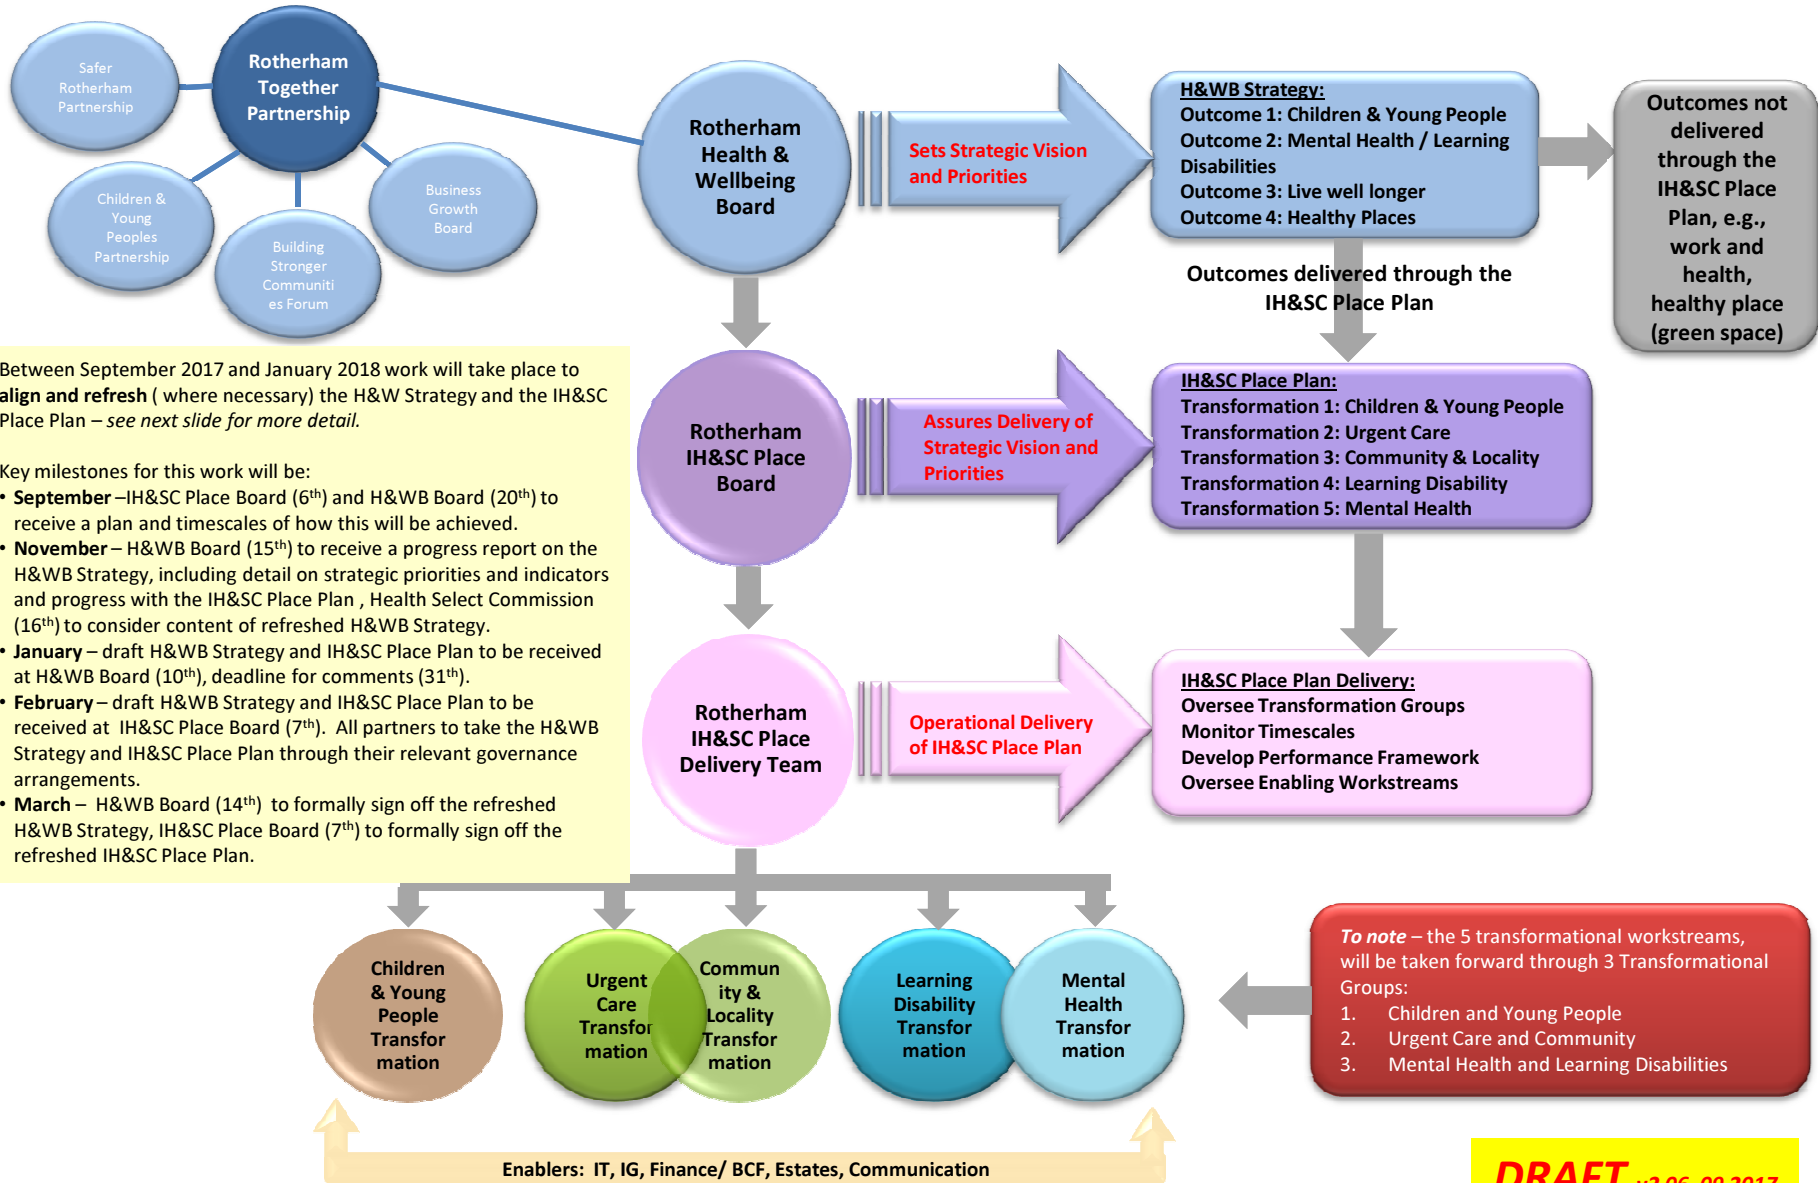 Safer
Rotherham
Partnership
Rotherham
Together
Partnership
Children &
Young
Peoples
Partnership
Building
Stronger
Communiti
es Forum
Business
Growth
Board
Rotherham
Health &
Wellbeing
Board
Sets Strategic Vision
and Priorities
H&WB Strategy:
Outcome 1: Children & Young People
Outcome 2: Mental Health / Learning
Disabilities
Outcome 3: Live well longer
Outcome 4: Healthy Places
Outcomes not
delivered
through the
IH&SC Place
Plan, e.g.,
work and
health,
healthy place
(green space)
Outcomes delivered through the
IH&SC Place Plan
Between September 2017 and January 2018 work will take place to
align and refresh ( where necessary) the H&W Strategy and the IH&SC
Place Plan – see next slide for more detail.
Key milestones for this work will be:
• September –IH&SC Place Board (6th) and H&WB Board (20th) to
receive a plan and timescales of how this will be achieved.
• November – H&WB Board (15th) to receive a progress report on the
H&WB Strategy, including detail on strategic priorities and indicators
and progress with the IH&SC Place Plan , Health Select Commission
(16th) to consider content of refreshed H&WB Strategy.
• January – draft H&WB Strategy and IH&SC Place Plan to be received
at H&WB Board (10th), deadline for comments (31th).
• February – draft H&WB Strategy and IH&SC Place Plan to be
received at IH&SC Place Board (7th). All partners to take the H&WB
Strategy and IH&SC Place Plan through their relevant governance
arrangements.
• March – H&WB Board (14th) to formally sign off the refreshed
H&WB Strategy, IH&SC Place Board (7th) to formally sign off the
refreshed IH&SC Place Plan.
Rotherham
IH&SC Place
Board
Assures Delivery of
Strategic Vision and
Priorities
IH&SC Place Plan:
Transformation 1: Children & Young People
Transformation 2: Urgent Care
Transformation 3: Community & Locality
Transformation 4: Learning Disability
Transformation 5: Mental Health
Rotherham
IH&SC Place
Delivery Team
Operational Delivery
of IH&SC Place Plan
IH&SC Place Plan Delivery:
Oversee Transformation Groups
Monitor Timescales
Develop Performance Framework
Oversee Enabling Workstreams
Children
& Young
People
Transfor
mation
Urgent
Care
Transfor
mation
Commun
ity &
Locality
Transfor
mation
Learning
Disability
Transfor
mation
Mental
Health
Transfor
mation
To note – the 5 transformational workstreams,
will be taken forward through 3 Transformational
Groups:
1. Children and Young People
2. Urgent Care and Community
3. Mental Health and Learning Disabilities
Enablers: IT, IG, Finance/ BCF, Estates, Communication
DRAFT v2 06 09 2017